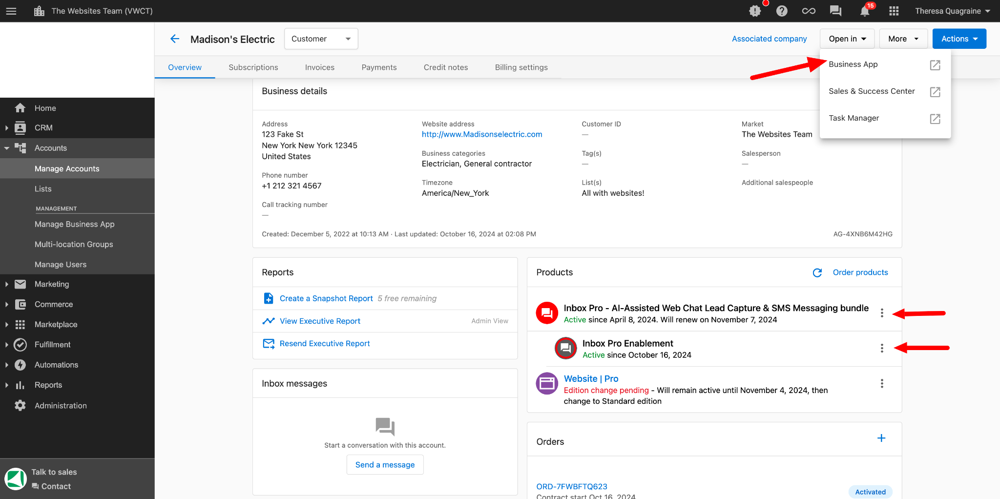 The Websites Team (VWCT)
15
Theresa Quagraine
Madison's Electric
Customer
Associated company
Open in
More
Actions
Business App
Sales & Success Center
Task Manager
Overview
Subscriptions
Invoices
Payments
Credit notes
Billing settings
Home
CRM
Accounts
Manage Accounts
Lists
MANAGEMENT
Manage Business App
Multi-location Groups
Manage Users
Marketing
Commerce
Marketplace
Fulfillment
Automations
Reports
Administration
Talk to sales
Contact
Business details
Address
123 Fake St
New York New York 12345
United States
Phone number
+1 212 321 4567
Call tracking number
—
Website address
http://www.Madisonselectric.com
Business categories
Electrician, General contractor
Timezone
America/New_York
Customer ID
—
Tag(s)
—
List(s)
All with websites!
Market
The Websites Team
Salesperson
—
Additional salespeople
Created: December 5, 2022 at 10:13 AM · Last updated: October 16, 2024 at 02:08 PM
AG-4XNB6M42HG
Reports
Create a Snapshot Report 5 free remaining
View Executive Report
Admin View
Resend Executive Report
Inbox messages
Start a conversation with this account.
Send a message
Products
Order products
Inbox Pro - AI-Assisted Web Chat Lead Capture & SMS Messaging bundle
Active since April 8, 2024. Will renew on November 7, 2024
Inbox Pro Enablement
Active since October 16, 2024
Website | Pro
Edition change pending - Will remain active until November 4, 2024, then
change to Standard edition
Orders
ORD-7FWBFTQ623
Contract start Oct 16, 2024
Activated